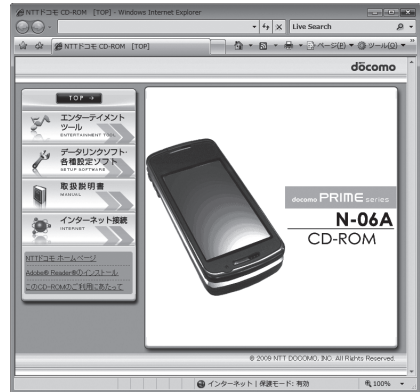 NTTドコモ CD-ROM [TOP] - Windows Internet Explorer
Live Search
NTTドコモ CD-ROM [TOP]
ページ(P) ツール(O)
döcomo
TOP
エンターテイメント
ツール
ENTERTAINMENT TOOL
データリンクソフト・
各種設定ソフト
SETUP SOFTWARE
取扱説明書
MANUAL
インターネット接続
INTERNET
NTTドコモ ホームページ
Adobe® Reader®のインストール
このCD-ROMのご利用にあたって
docomo PRIME series
N-06A
CD-ROM
© 2009 NTT DOCOMO, INC. All Rights Reserved.
インターネット | 保護モード: 有効
100%